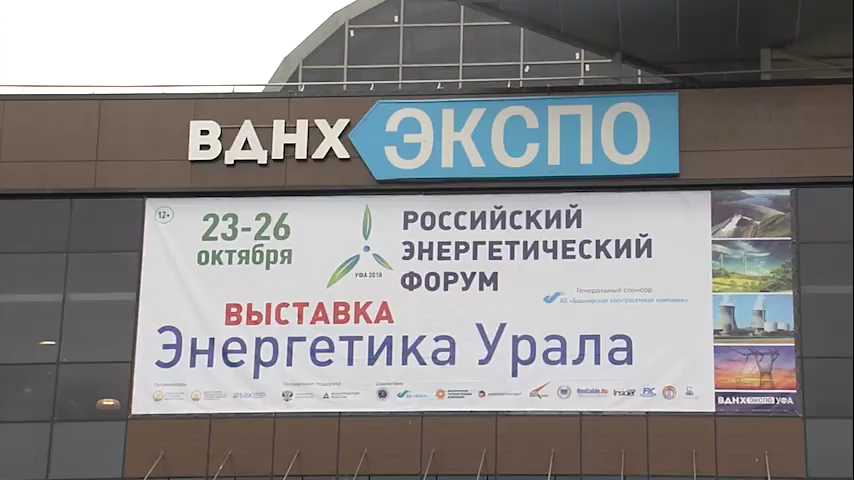 ВДНХ ЭКСПО
12+
23-26
октября
УФА 2018
РОССИЙСКИЙ
ЭНЕРГЕТИЧЕСКИЙ
ФОРУМ
Генеральный спонсор
АО «Башкирская электросетевая компания»
ВЫСТАВКА
Энергетика Урала
ВДНХ ЭКСПО УФА